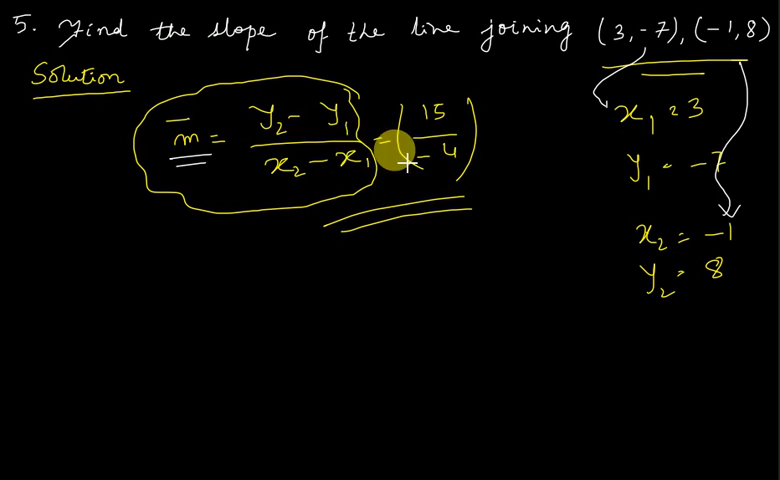 5. Find the slope of the line joining (3, -7), (-1, 8)
Solution
m = y₂ - y₁ / x₂ - x₁ = (15 / -4)
x₁ = 3
y₁ = -7
x₂ = -1
y₂ = 8